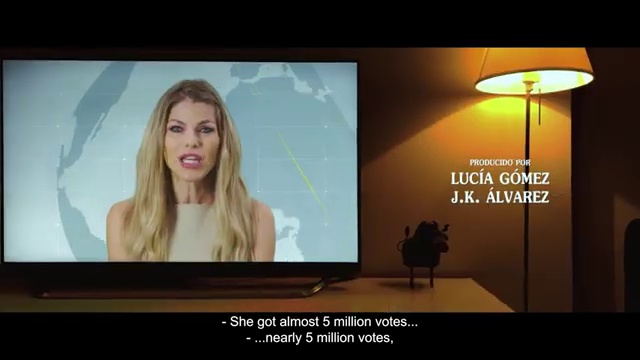 PRODUCIDO POR
LUCÍA GÓMEZ
J.K. ÁLVAREZ
- She got almost 5 million votes...
- ...nearly 5 million votes,